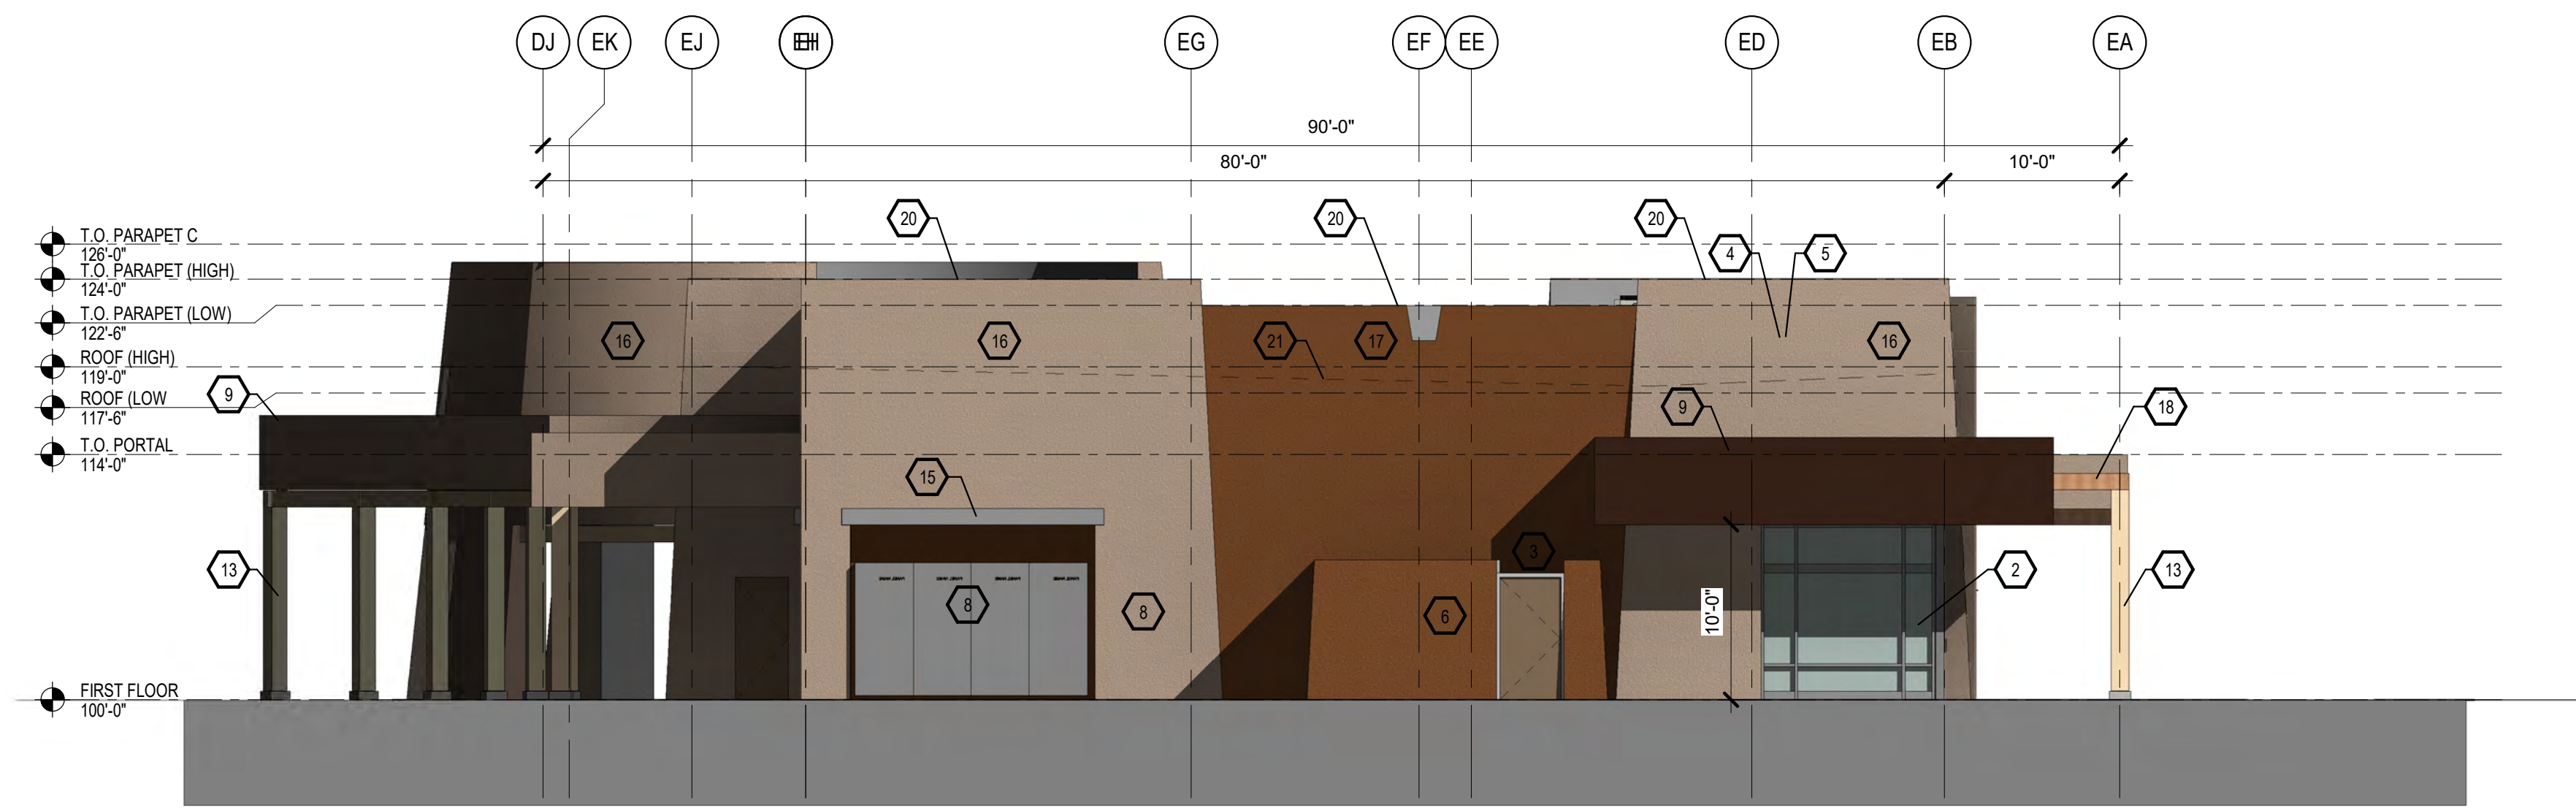 DJ EK EJ EG EF EE ED EB EA
90'-0"
80'-0" 10'-0"
20 20 20
T.O. PARAPET C
126'-0"
4 5
T.O. PARAPET (HIGH)
124'-0"
T.O. PARAPET (LOW)
122'-6"
16 16 21 17 16
ROOF (HIGH)
119'-0"
9
ROOF (LOW
117'-6"
9 18
T.O. PORTAL
114'-0"
15
3
13 2 13
8 8 6 10'-0"
FIRST FLOOR
100'-0"